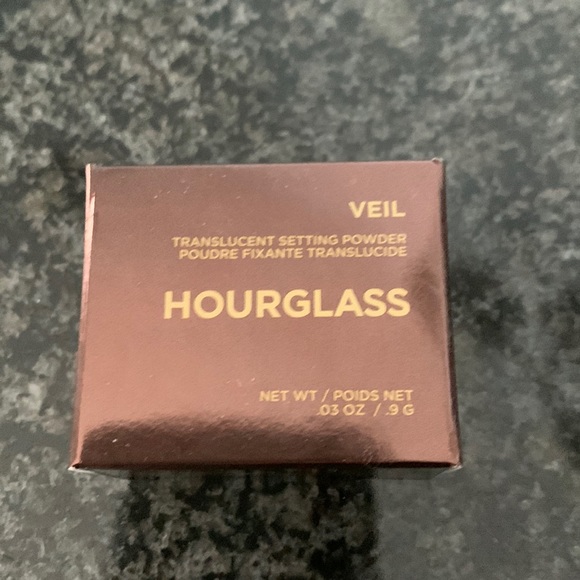 VEIL
TRANSLUCENT SETTING POWDER
POUDRE FIXANTE TRANSLUCIDE
HOURGLASS
NET WT / POIDS NET
.03 OZ / .9 G